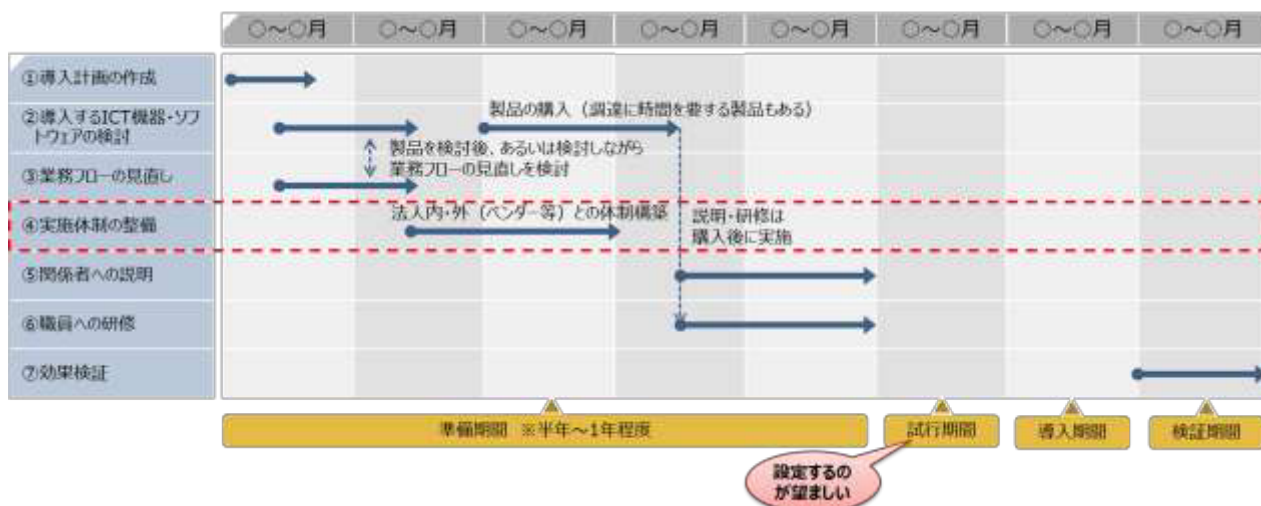 ○～○月 ○～○月 ○～○月 ○～○月 ○～○月 ○～○月 ○～○月 ○～○月
①導入計画の作成
②導入するICT機器・ソフ
トウェアの検討
製品の購入（調達に時間を要する製品もある）
製品を検討後、あるいは検討しながら
業務フローの見直しを検討
③業務フローの見直し
④実施体制の整備
法人内・外（ベンダー等）との体制構築
説明・研修は
購入後に実施
⑤関係者への説明
⑥職員への研修
⑦効果検証
準備期間 ※半年～1年程度
試行期間
導入期間
検証期間
設定するの
が望ましい